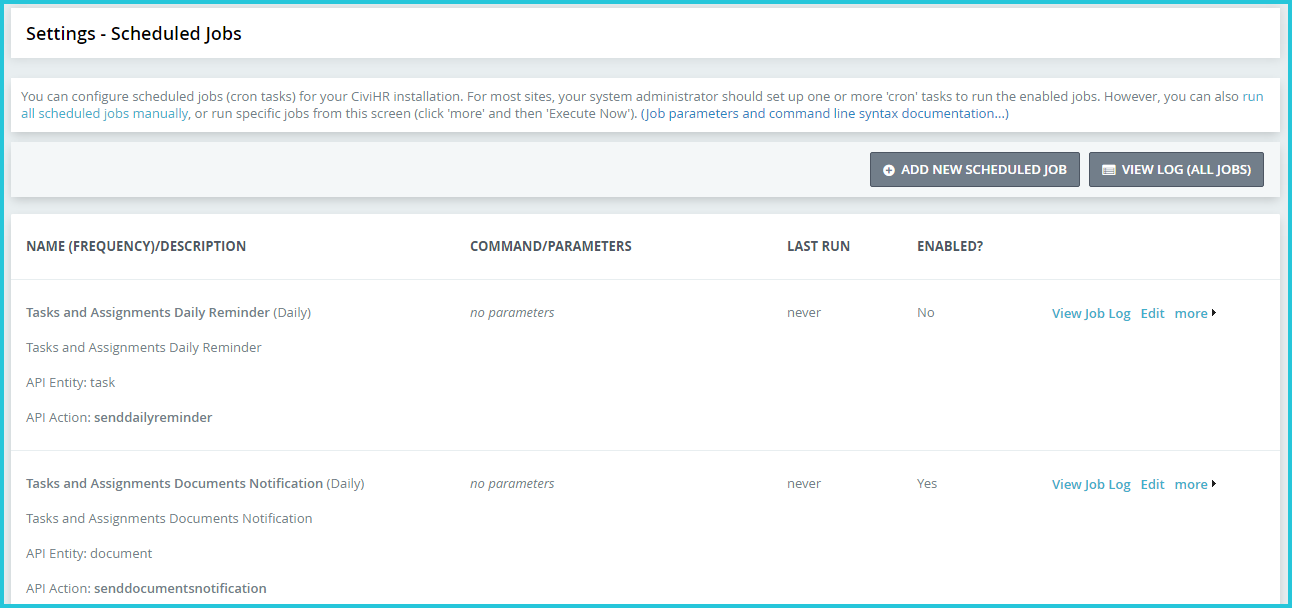 Settings - Scheduled Jobs
You can configure scheduled jobs (cron tasks) for your CiviHR installation. For most sites, your system administrator should set up one or more 'cron' tasks to run the enabled jobs. However, you can also run
all scheduled jobs manually, or run specific jobs from this screen (click 'more' and then 'Execute Now'). (Job parameters and command line syntax documentation...)
ADD NEW SCHEDULED JOB VIEW LOG (ALL JOBS)
NAME (FREQUENCY)/DESCRIPTION COMMAND/PARAMETERS LAST RUN ENABLED?
Tasks and Assignments Daily Reminder (Daily) no parameters never No View Job Log Edit more
Tasks and Assignments Daily Reminder
API Entity: task
API Action: senddailyreminder
Tasks and Assignments Documents Notification (Daily) no parameters never Yes View Job Log Edit more
Tasks and Assignments Documents Notification
API Entity: document
API Action: senddocumentsnotification